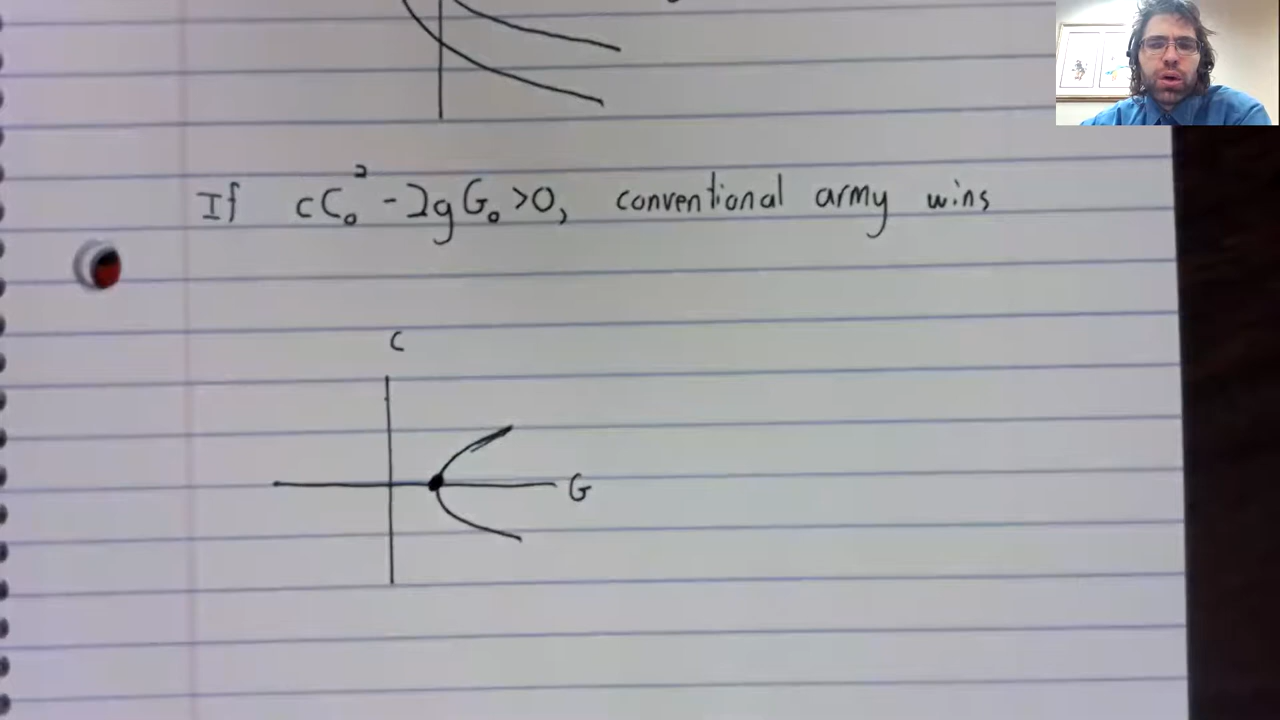 If cC₀² - 2gG₀ > 0, conventional army wins
C
G